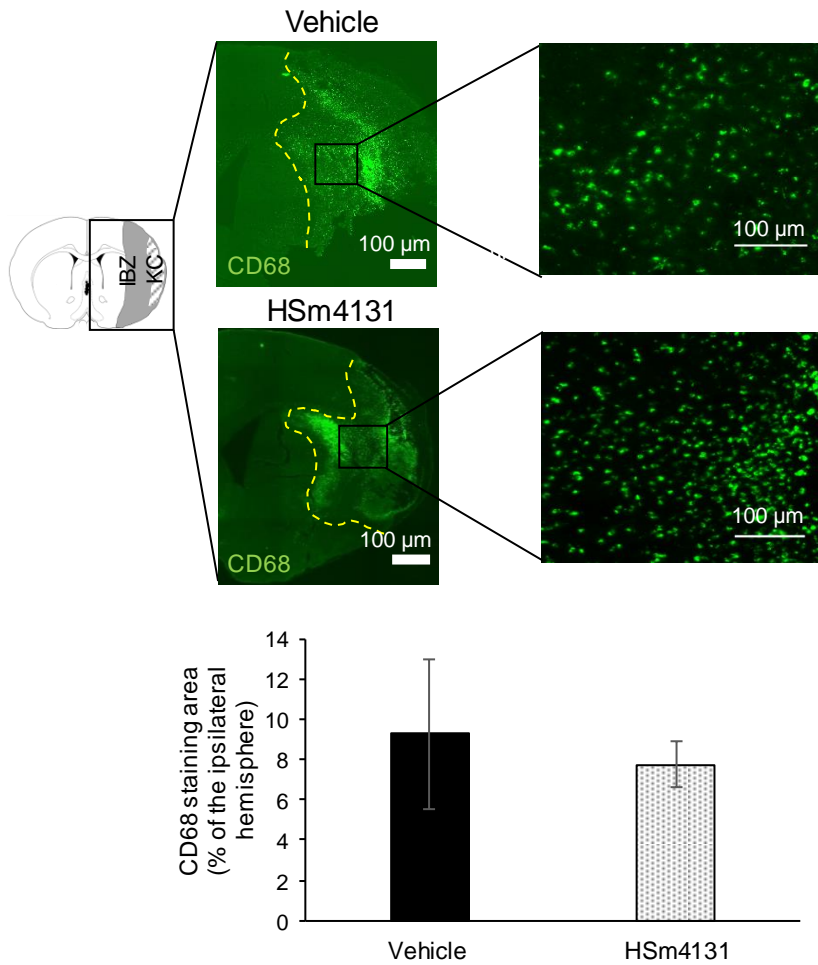 Vehicle
100 µm
CD68
100 µm
IBZ
KC
HSm4131
100 µm
CD68
100 µm
CD68 staining area
(% of the ipsilateral
hemisphere)
14
12
10
8
6
4
2
0
Vehicle
HSm4131